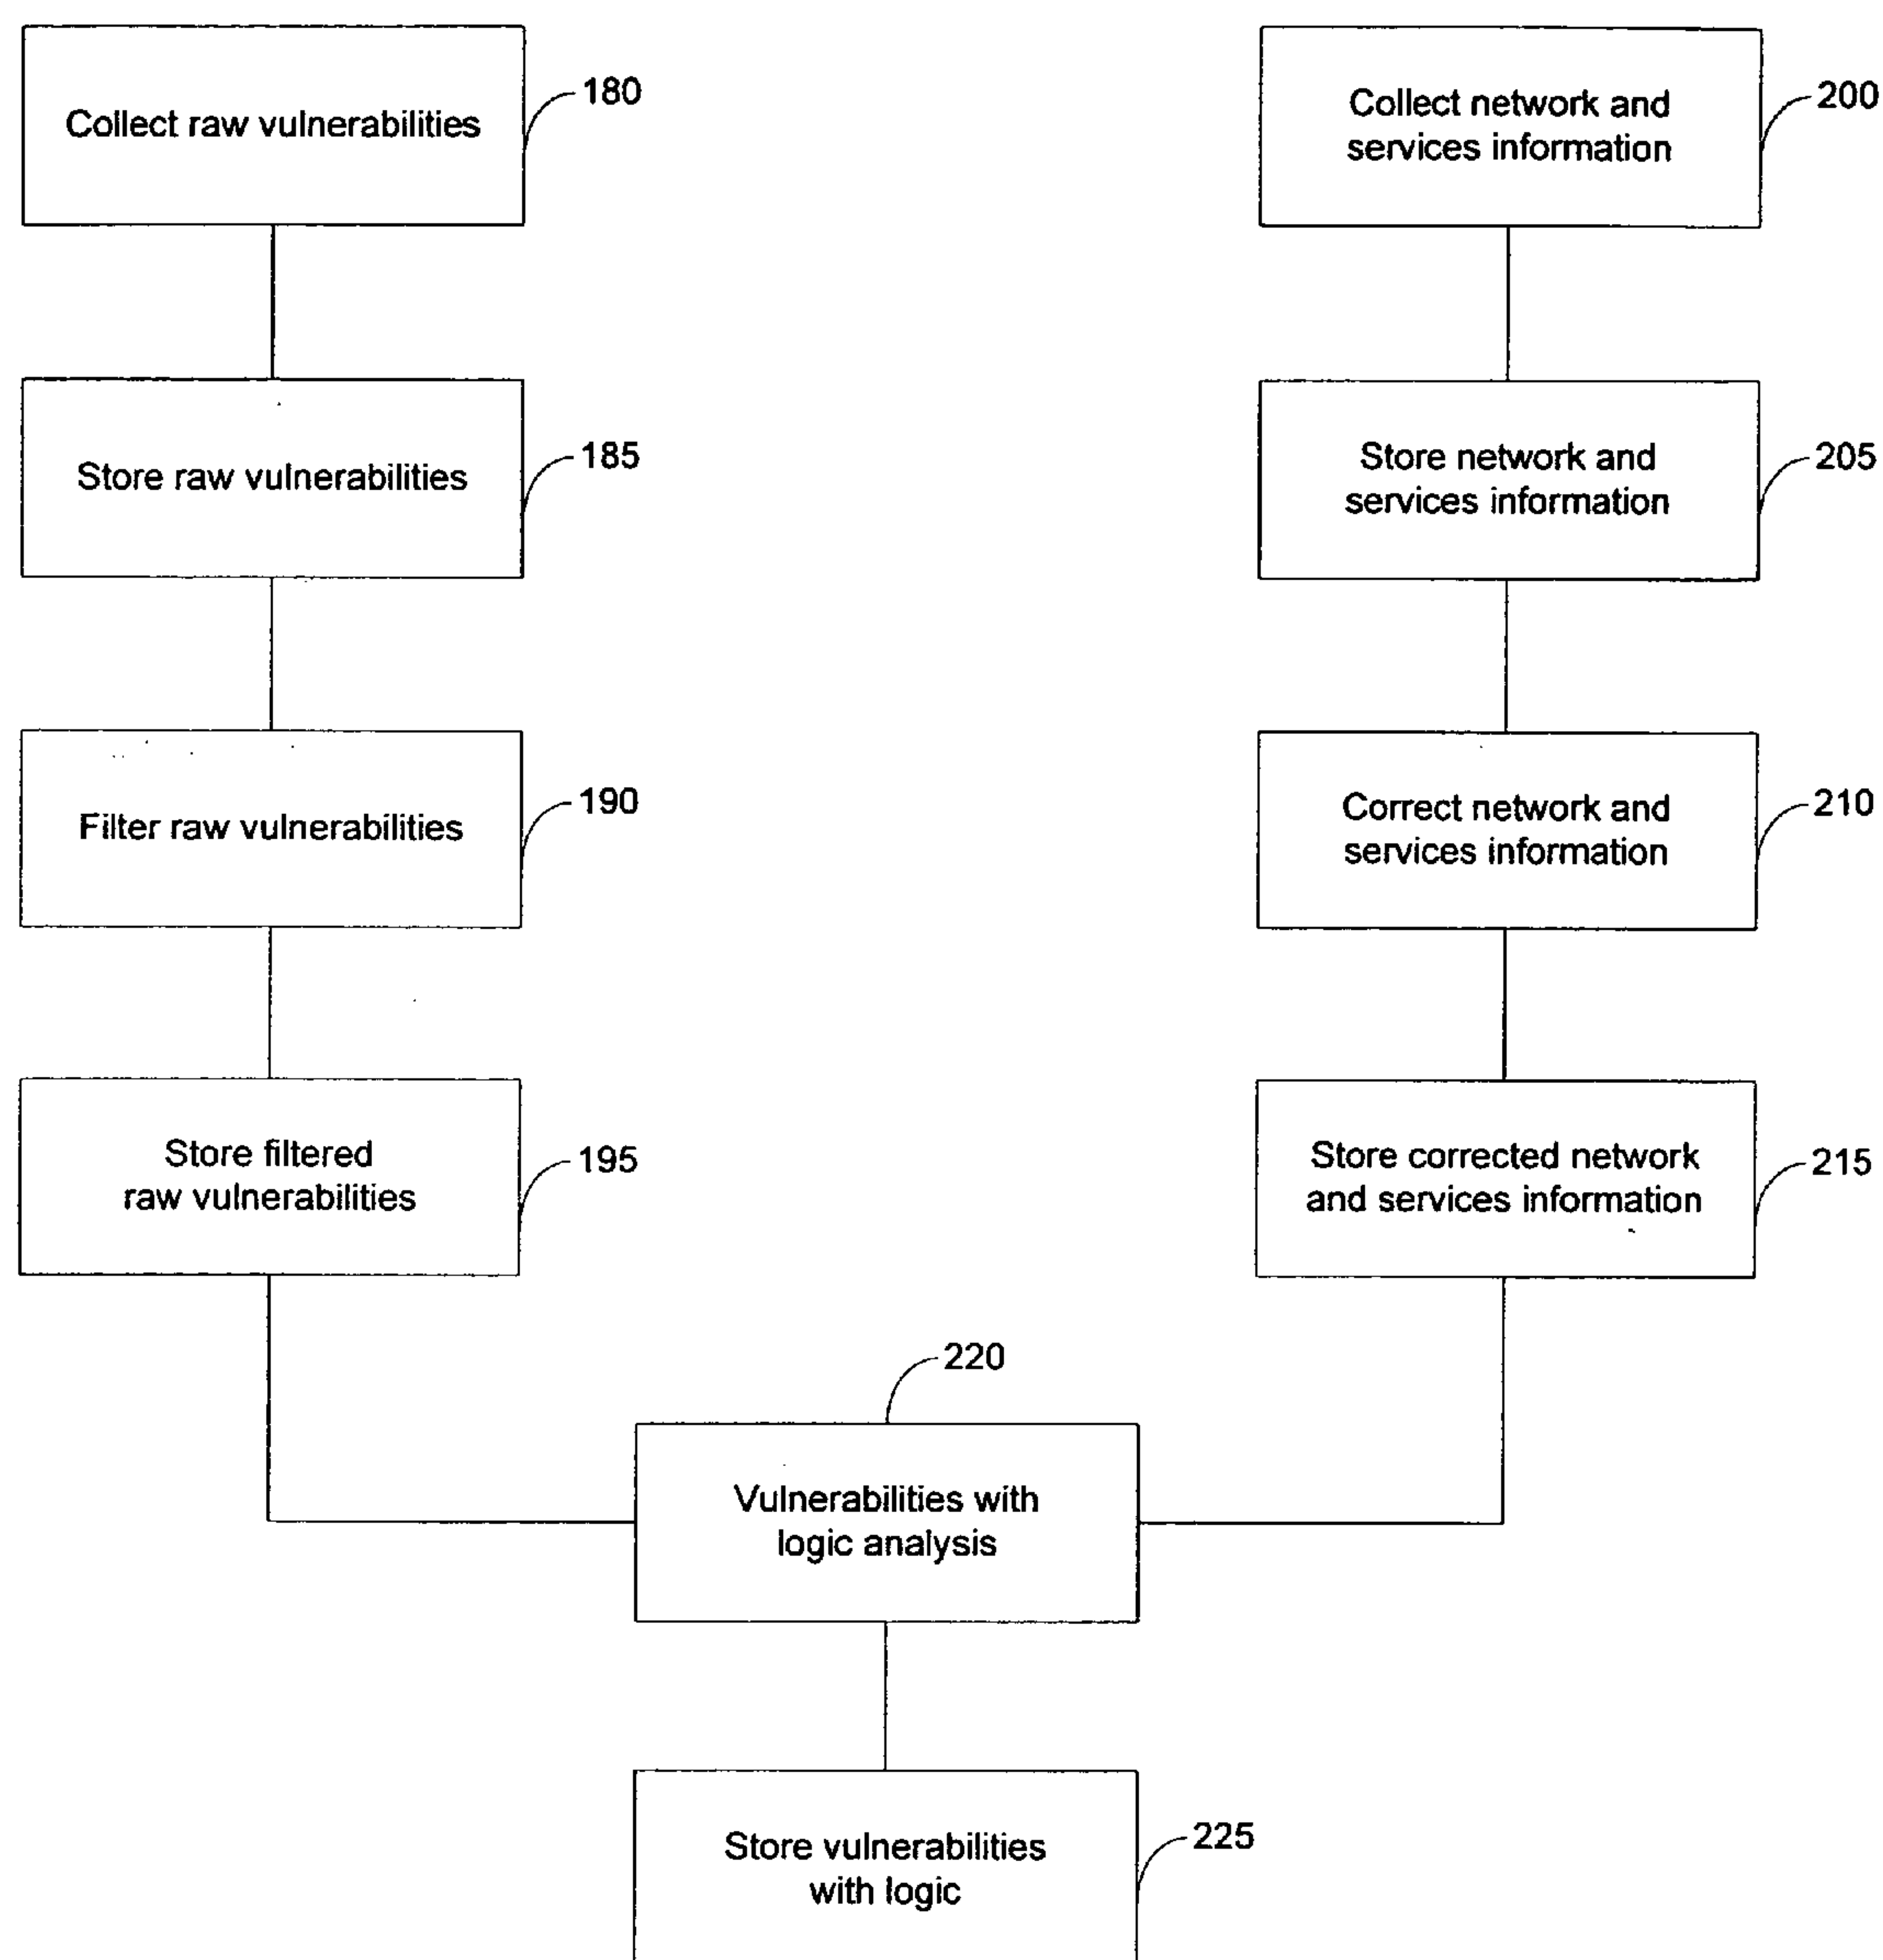 Collect raw vulnerabilities
180
Store raw vulnerabilities
185
Filter raw vulnerabilities
190
Store filtered
raw vulnerabilities
195
Collect network and
services information
200
Store network and
services information
205
Correct network and
services information
210
Store corrected network
and services information
215
220
Vulnerabilities with
logic analysis
Store vulnerabilities
with logic
225